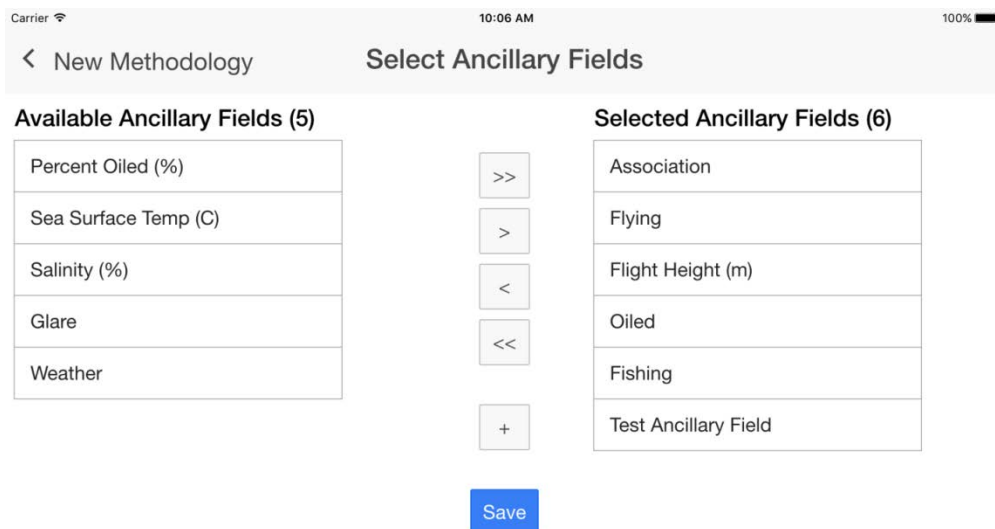 Carrier
10:06 AM
100%
< New Methodology
Select Ancillary Fields
Available Ancillary Fields (5)
Percent Oiled (%)
Sea Surface Temp (C)
Salinity (%)
Glare
Weather
>>
>
<
<<
+
Selected Ancillary Fields (6)
Association
Flying
Flight Height (m)
Oiled
Fishing
Test Ancillary Field
Save